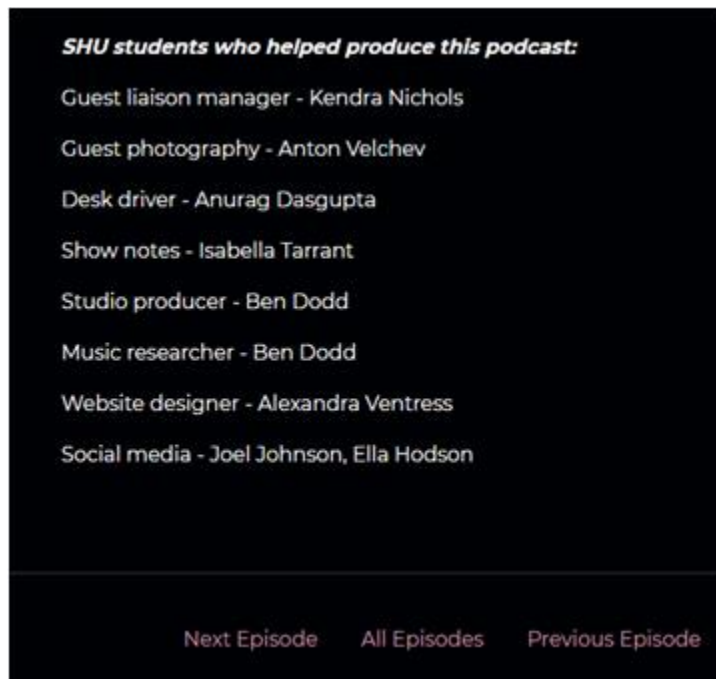 SHU students who helped produce this podcast:
Guest liaison manager - Kendra Nichols
Guest photography - Anton Velchev
Desk driver - Anurag Dasgupta
Show notes - Isabella Tarrant
Studio producer - Ben Dodd
Music researcher - Ben Dodd
Website designer - Alexandra Ventress
Social media - Joel Johnson, Ella Hodson
Next Episode All Episodes Previous Episode